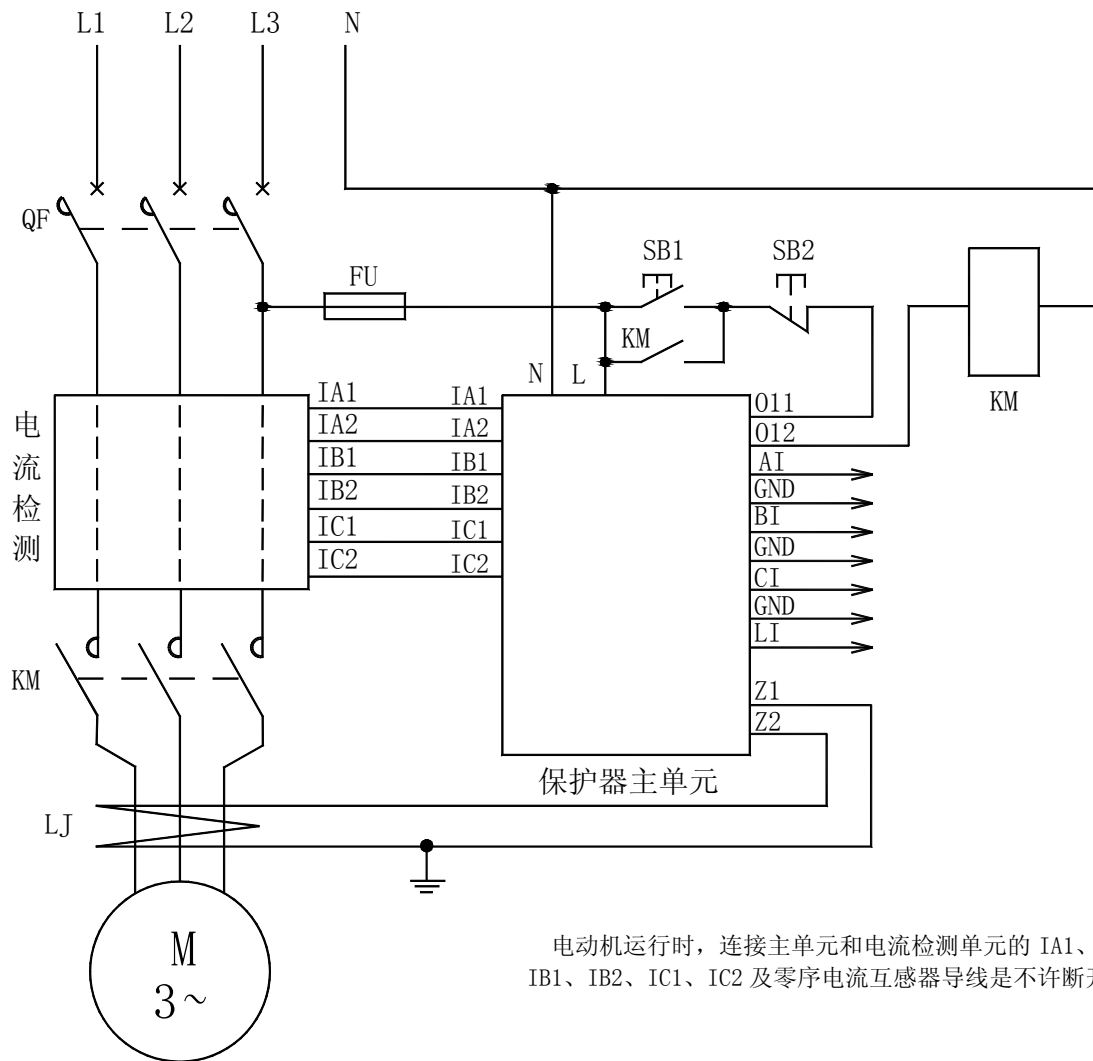 L1 L2 L3 N
QF
FU
SB1 SB2
KM
N L
KM
电流检测
IA1 IA1
IA2 IA2
IB1 IB1
IB2 IB2
IC1 IC1
IC2 IC2
O11
O12
AI
GND
BI
GND
CI
GND
LI
Z1
Z2
KM
保护器主单元
LJ
M
3~
电动机运行时，连接主单元和电流检测单元的 IA1、
IB1、IB2、IC1、IC2 及零序电流互感器导线是不许断